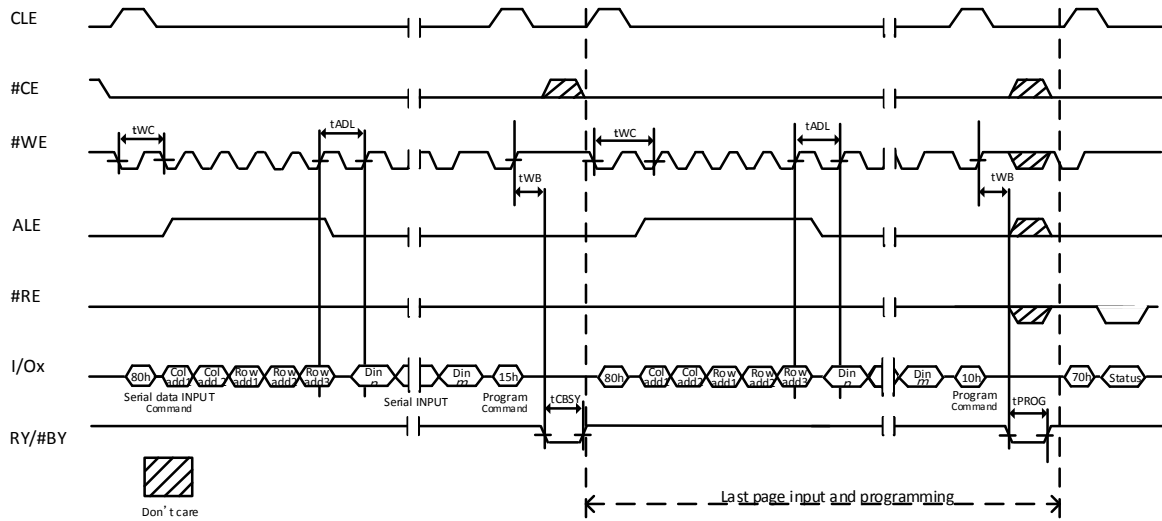 CLE
#CE
tWC
tADL
tWC
tADL
#WE
tWB
tWB
ALE
#RE
I/Ox
80h
Col add1
Col add2
Row add1
Row add2
Row add3
Din n
Din m
15h
80h
Col add1
Col add2
Row add1
Row add2
Row add3
Din n
Din m
10h
70h
Status
Serial data INPUT
Command
Serial INPUT
Program
Command
Program
Command
tCBSY
tPROG
RY/#BY
Last page input and programming
Don't care